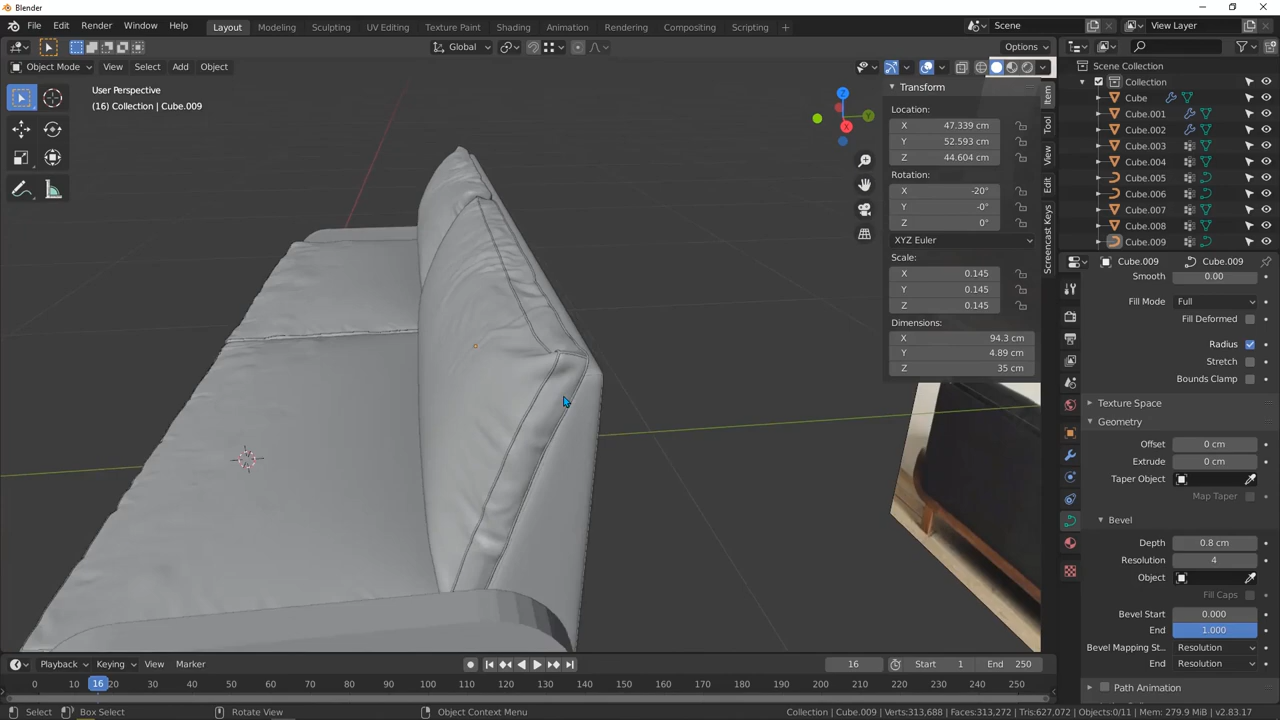 Blender
File Edit Render Window Help Layout Modeling Sculpting UV Editing Texture Paint Shading Animation Rendering Compositing Scripting + Scene View Layer
Global Options
Object Mode View Select Add Object
User Perspective
(16) Collection | Cube.009
Z
Y
X
Transform
Location:
X 47.339 cm
Y 52.593 cm
Z 44.604 cm
Rotation:
X -20°
Y -0°
Z 0°
XYZ Euler
Scale:
X 0.145
Y 0.145
Z 0.145
Dimensions:
X 94.3 cm
Y 4.89 cm
Z 35 cm
Item
Tool
View
Edit
Screencast Keys
Scene Collection
Collection
Cube
Cube.001
Cube.002
Cube.003
Cube.004
Cube.005
Cube.006
Cube.007
Cube.008
Cube.009
Cube.009 Cube.009
Smooth 0.00
Fill Mode Full
Fill Deformed
Radius
Stretch
Bounds Clamp
Texture Space
Geometry
Offset 0 cm
Extrude 0 cm
Taper Object
Map Taper
Bevel
Depth 0.8 cm
Resolution 4
Object
Fill Caps
Bevel Start 0.000
End 1.000
Bevel Mapping St... Resolution
End Resolution
Path Animation
Playback Keying View Marker 16 Start 1 End 250
0 10 16 20 30 40 50 60 70 80 90 100 110 120 130 140 150 160 170 180 190 200 210 220 230 240 250
Select Box Select Rotate View Object Context Menu Collection | Cube.009 | Verts:313,688 | Faces:313,272 | Tris:627,072 | Objects:0/11 | Mem: 279.9 MiB | v2.83.17